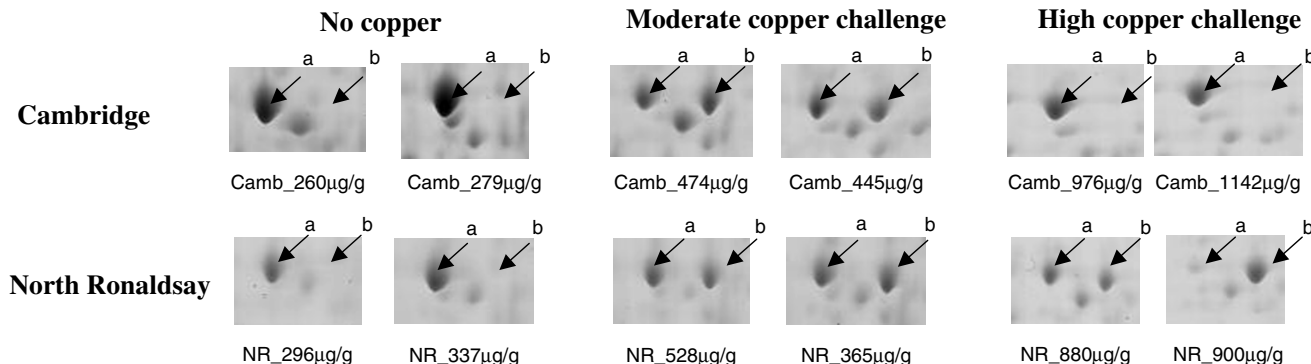 No copper Moderate copper challenge High copper challenge
a b a b a b a b a b a b
Cambridge
Camb_260µg/g Camb_279µg/g Camb_474µg/g Camb_445µg/g Camb_976µg/g Camb_1142µg/g
a b a b a b a b a b a b
North Ronaldsay
NR_296µg/g NR_337µg/g NR_528µg/g NR_365µg/g NR_880µg/g NR_900µg/g